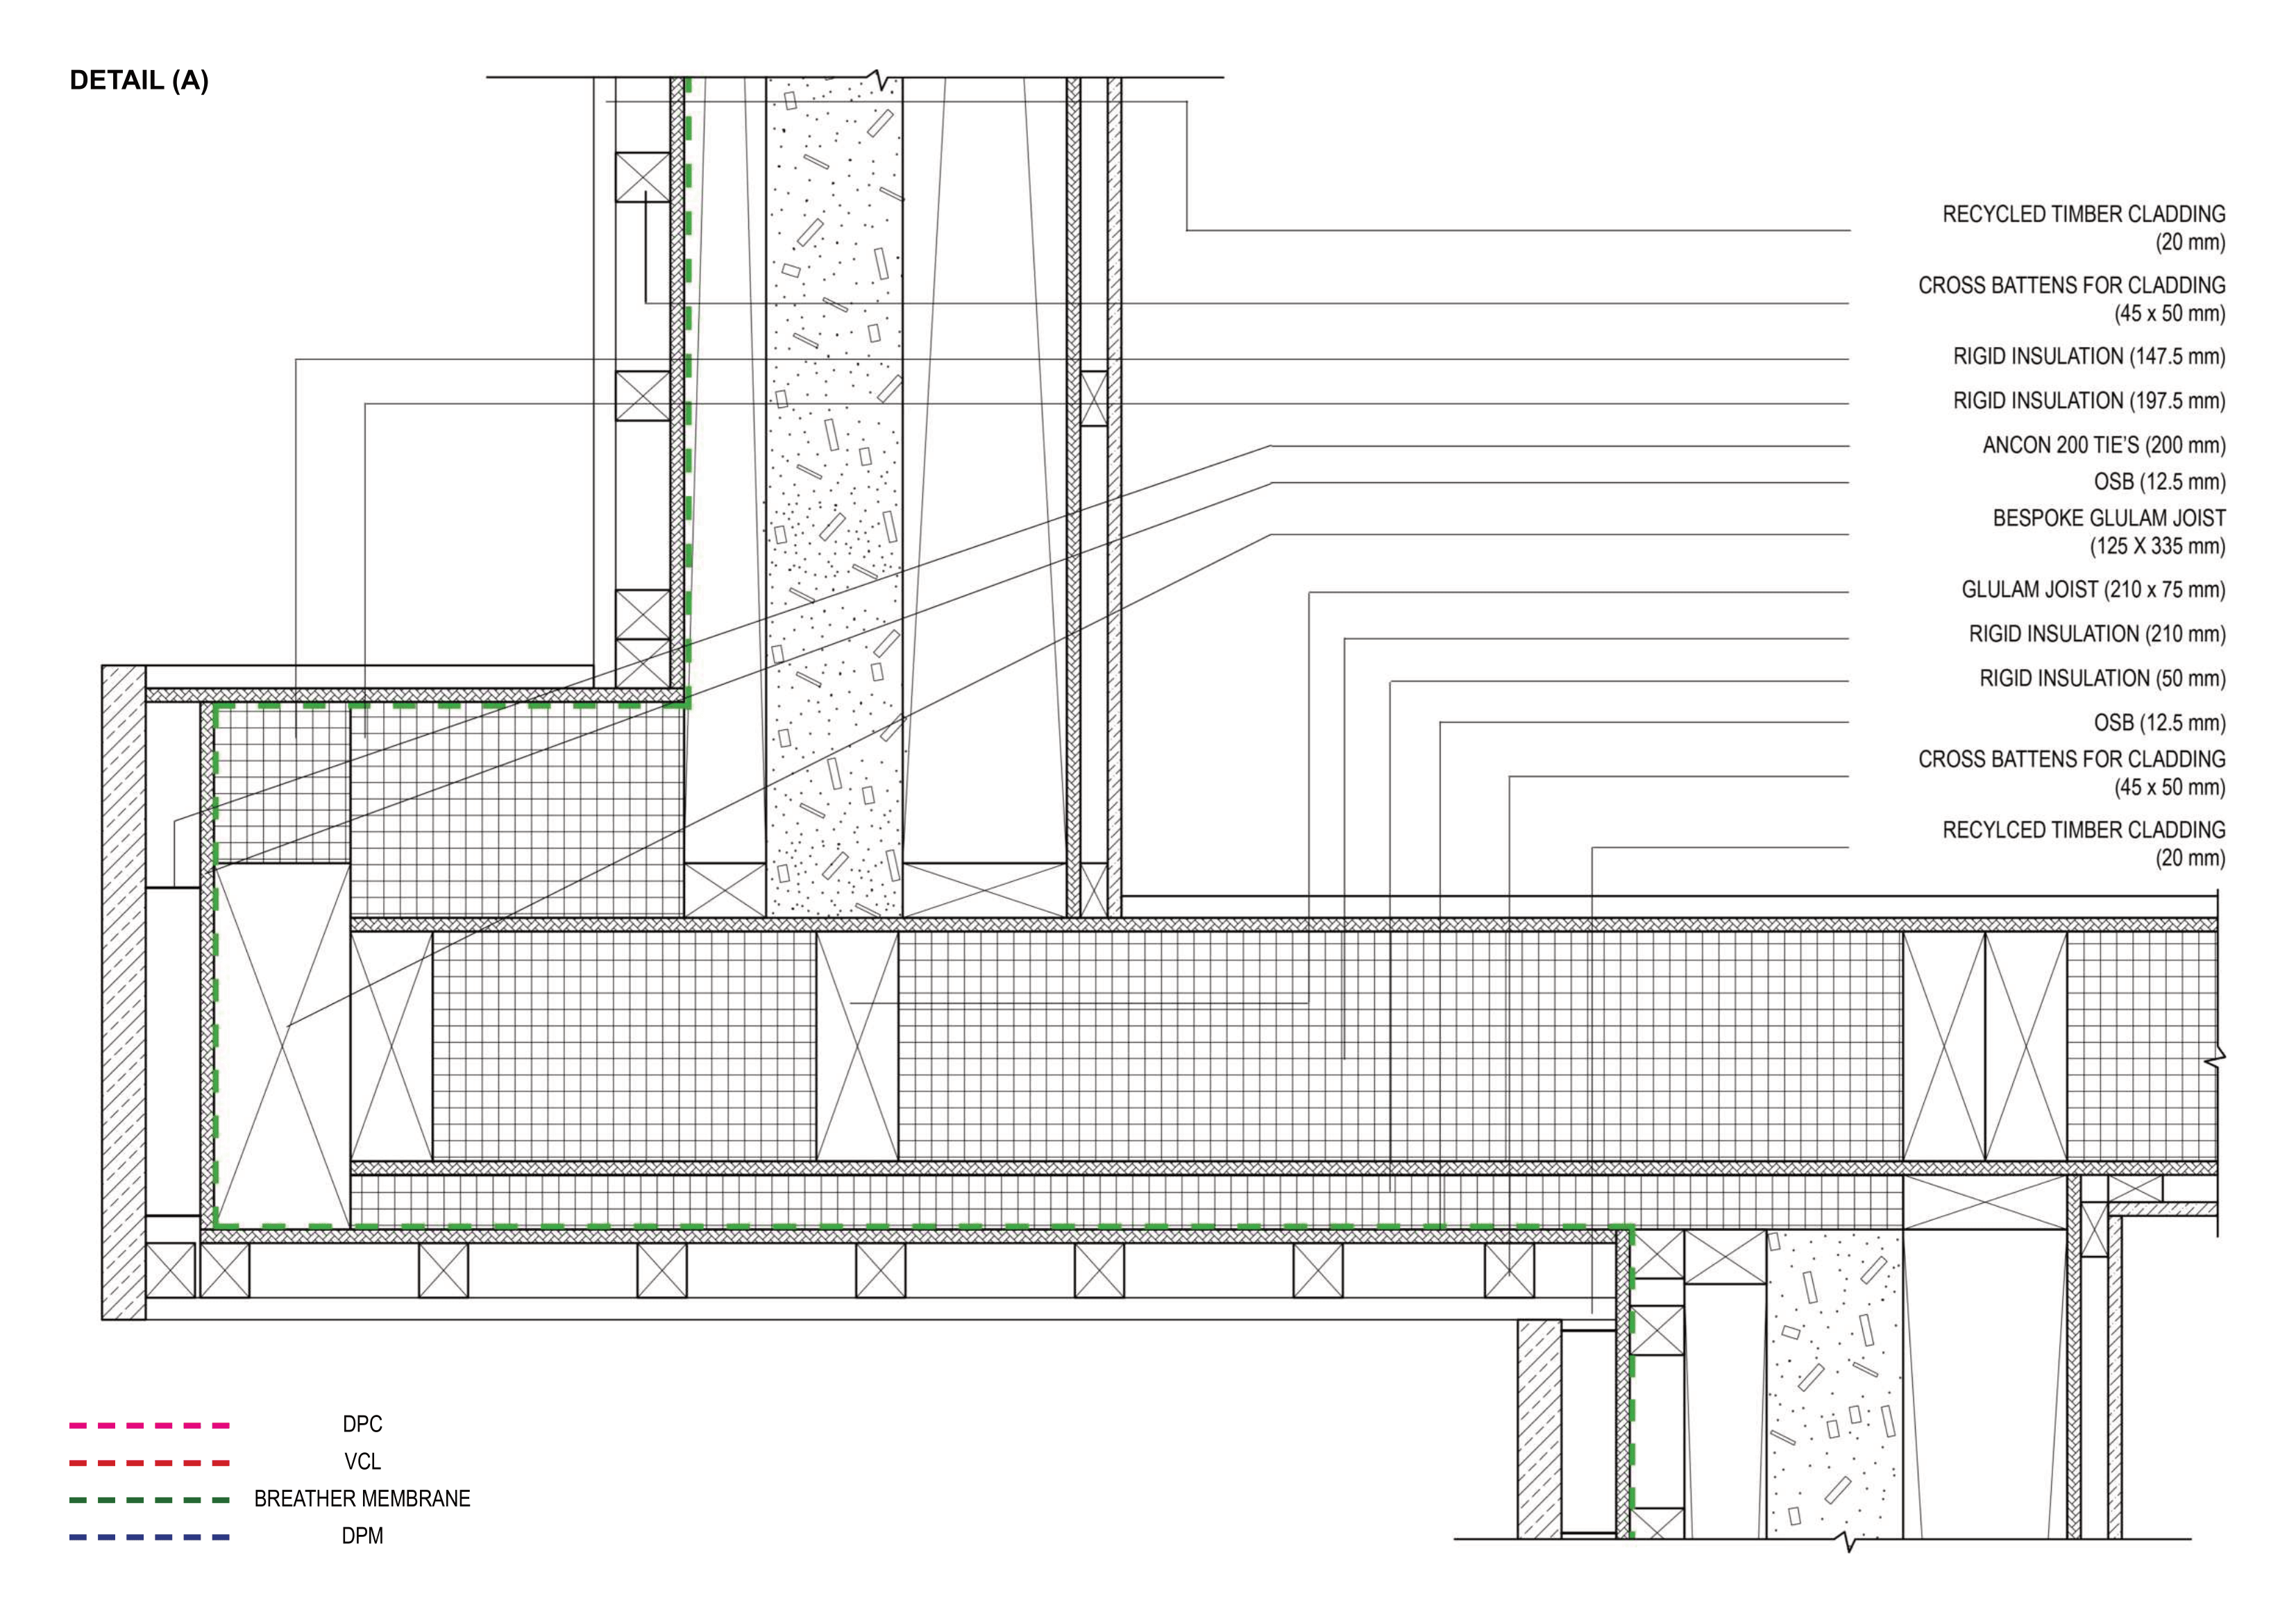 DETAIL (A)
RECYCLED TIMBER CLADDING
(20 mm)
CROSS BATTENS FOR CLADDING
(45 x 50 mm)
RIGID INSULATION (147.5 mm)
RIGID INSULATION (197.5 mm)
ANCON 200 TIE'S (200 mm)
OSB (12.5 mm)
BESPOKE GLULAM JOIST
(125 X 335 mm)
GLULAM JOIST (210 x 75 mm)
RIGID INSULATION (210 mm)
RIGID INSULATION (50 mm)
OSB (12.5 mm)
CROSS BATTENS FOR CLADDING
(45 x 50 mm)
RECYLCED TIMBER CLADDING
(20 mm)
DPC
VCL
BREATHER MEMBRANE
DPM